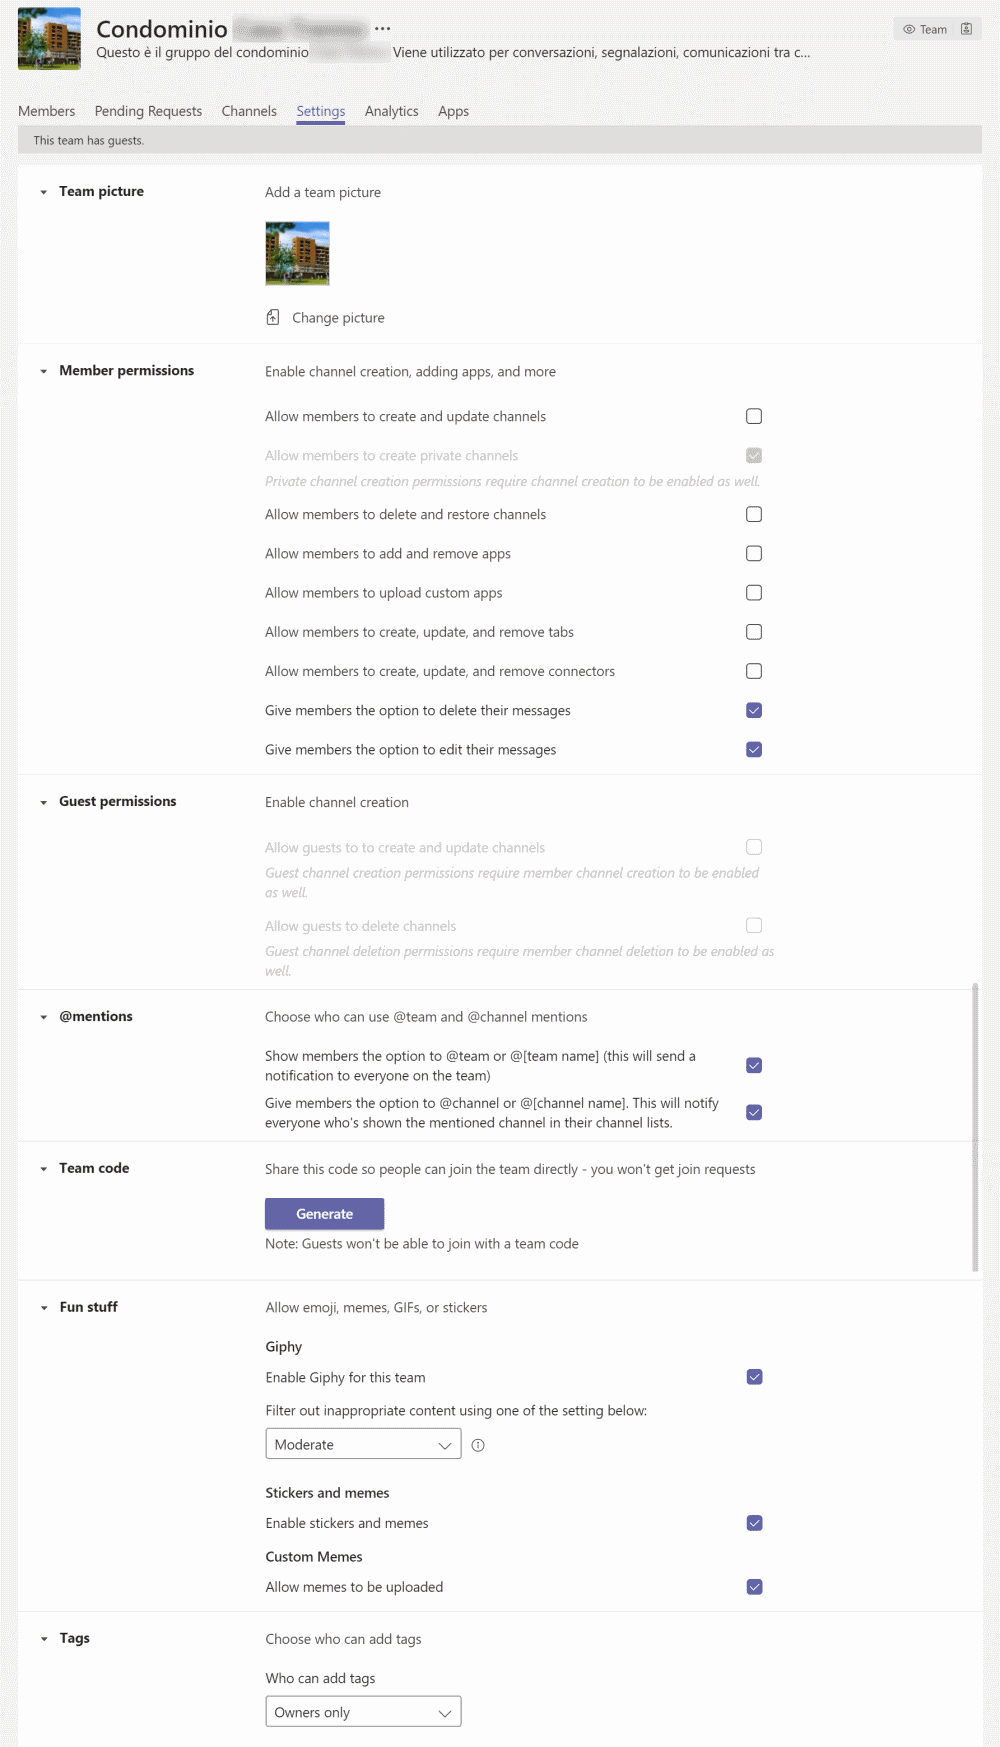 Condominio
Team
Questo è il gruppo del condominio Viene utilizzato per conversazioni, segnalazioni, comunicazioni tra c...
Members Pending Requests Channels Settings Analytics Apps
This team has guests.
Team picture
Add a team picture
Change picture
Member permissions
Enable channel creation, adding apps, and more
Allow members to create and update channels
Allow members to create private channels
Private channel creation permissions require channel creation to be enabled as well.
Allow members to delete and restore channels
Allow members to add and remove apps
Allow members to upload custom apps
Allow members to create, update, and remove tabs
Allow members to create, update, and remove connectors
Give members the option to delete their messages
Give members the option to edit their messages
Guest permissions
Enable channel creation
Allow guests to to create and update channels
Guest channel creation permissions require member channel creation to be enabled
as well.
Allow guests to delete channels
Guest channel deletion permissions require member channel deletion to be enabled as
well.
@mentions
Choose who can use @team and @channel mentions
Show members the option to @team or @[team name] (this will send a
notification to everyone on the team)
Give members the option to @channel or @[channel name]. This will notify
everyone who's shown the mentioned channel in their channel lists.
Team code
Share this code so people can join the team directly - you won't get join requests
Generate
Note: Guests won't be able to join with a team code
Fun stuff
Allow emoji, memes, GIFs, or stickers
Giphy
Enable Giphy for this team
Filter out inappropriate content using one of the setting below:
Moderate
Stickers and memes
Enable stickers and memes
Custom Memes
Allow memes to be uploaded
Tags
Choose who can add tags
Who can add tags
Owners only